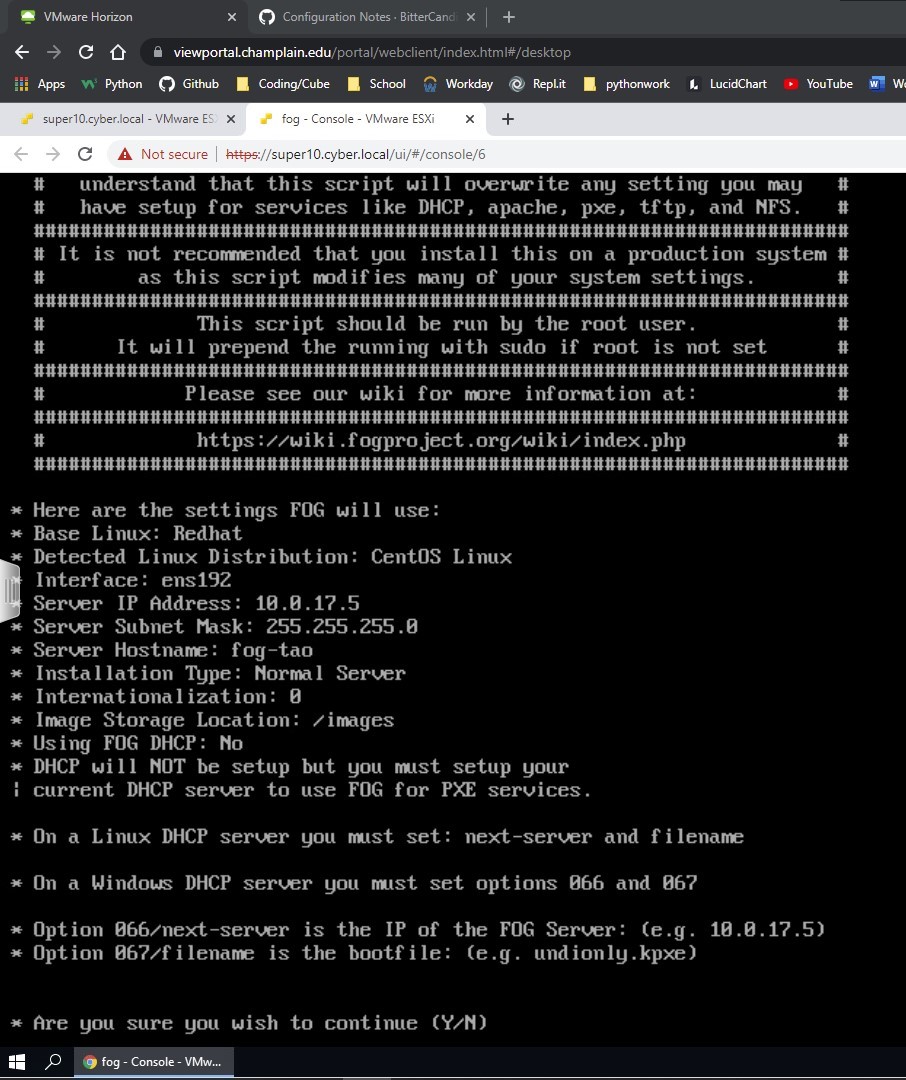 VMware Horizon
Configuration Notes · BitterCandi
viewportal.champlain.edu/portal/webclient/index.html#/desktop
Apps Python Github Coding/Cube School Workday Repl.it pythonwork LucidChart YouTube Wo
super10.cyber.local - VMware ESX fog - Console - VMware ESXi
Not secure https://super10.cyber.local/ui/#/console/6
# understand that this script will overwrite any setting you may #
# have setup for services like DHCP, apache, pxe, tftp, and NFS. #
######################################################################
# It is not recommended that you install this on a production system #
# as this script modifies many of your system settings. #
######################################################################
# This script should be run by the root user. #
# It will prepend the running with sudo if root is not set #
######################################################################
# Please see our wiki for more information at: #
######################################################################
# https://wiki.fogproject.org/wiki/index.php #
######################################################################
* Here are the settings FOG will use:
* Base Linux: Redhat
* Detected Linux Distribution: CentOS Linux
* Interface: ens192
* Server IP Address: 10.0.17.5
* Server Subnet Mask: 255.255.255.0
* Server Hostname: fog-tao
* Installation Type: Normal Server
* Internationalization: 0
* Image Storage Location: /images
* Using FOG DHCP: No
* DHCP will NOT be setup but you must setup your
| current DHCP server to use FOG for PXE services.
* On a Linux DHCP server you must set: next-server and filename
* On a Windows DHCP server you must set options 066 and 067
* Option 066/next-server is the IP of the FOG Server: (e.g. 10.0.17.5)
* Option 067/filename is the bootfile: (e.g. undionly.kpxe)
* Are you sure you wish to continue (Y/N)
fog - Console - VMw...